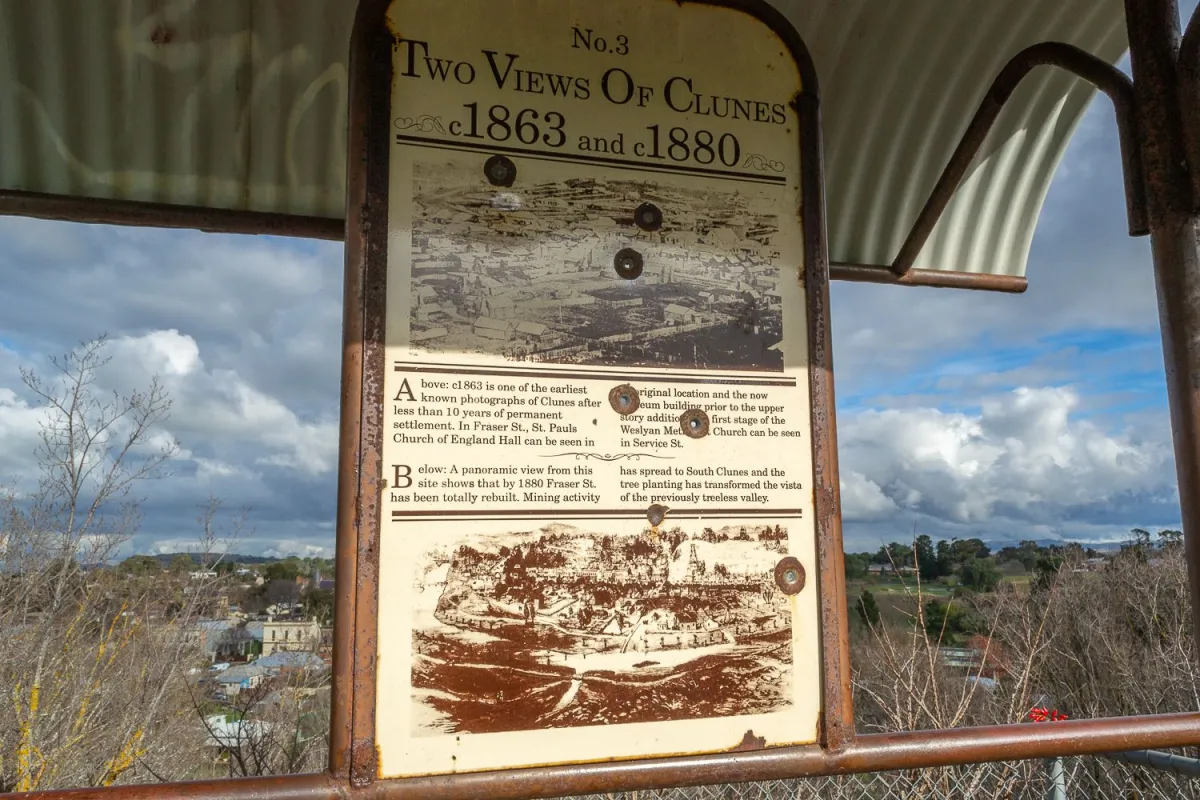 No.3
Two Views Of Clunes
c1863 and c1880
Above: c1863 is one of the earliest
known photographs of Clunes after
less than 10 years of permanent
settlement. In Fraser St., St. Pauls
Church of England Hall can be seen in
original location and the now
building prior to the upper
story first stage of the
Weslyan Church can be seen
in Service St.
Below: A panoramic view from this
site shows that by 1880 Fraser St.
has been totally rebuilt. Mining activity
has spread to South Clunes and the
tree planting has transformed the vista
of the previously treeless valley.